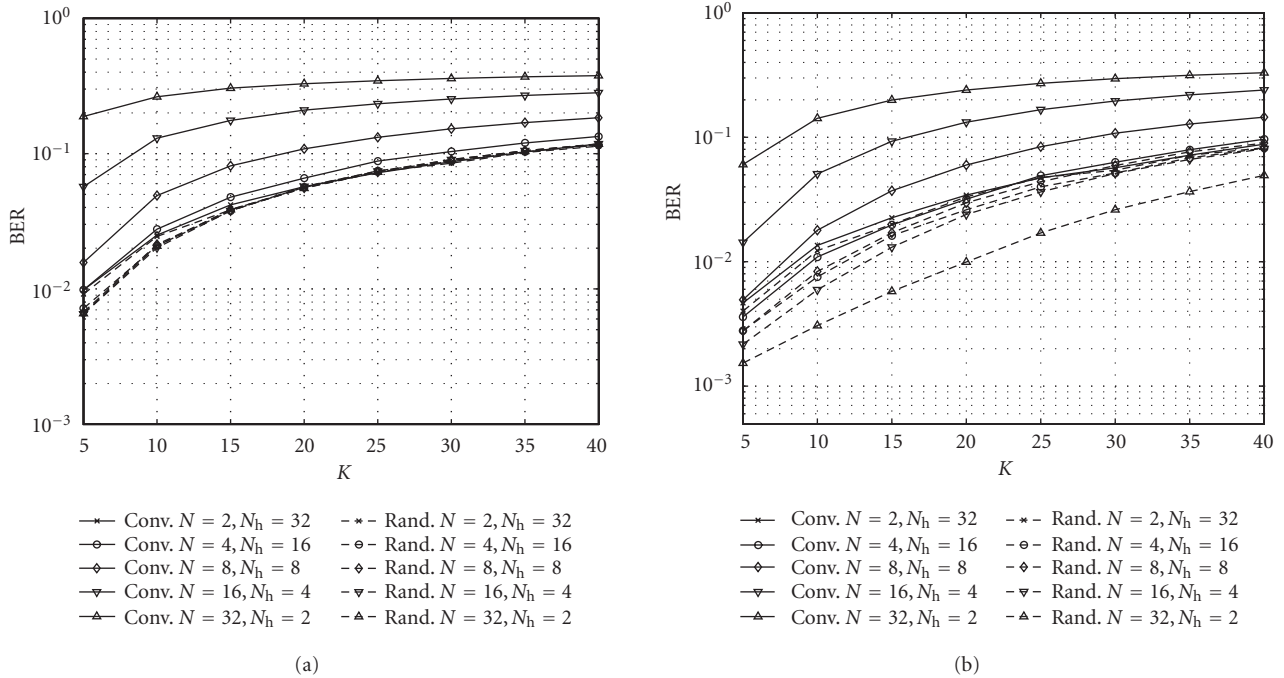 10^0
10^−1
10^−2
10^−3
BER
5 10 15 20 25 30 35 40
K
Conv. N = 2, N_h = 32
Conv. N = 4, N_h = 16
Conv. N = 8, N_h = 8
Conv. N = 16, N_h = 4
Conv. N = 32, N_h = 2
Rand. N = 2, N_h = 32
Rand. N = 4, N_h = 16
Rand. N = 8, N_h = 8
Rand. N = 16, N_h = 4
Rand. N = 32, N_h = 2
(a)
10^0
10^−1
10^−2
10^−3
BER
5 10 15 20 25 30 35 40
K
Conv. N = 2, N_h = 32
Conv. N = 4, N_h = 16
Conv. N = 8, N_h = 8
Conv. N = 16, N_h = 4
Conv. N = 32, N_h = 2
Rand. N = 2, N_h = 32
Rand. N = 4, N_h = 16
Rand. N = 8, N_h = 8
Rand. N = 16, N_h = 4
Rand. N = 32, N_h = 2
(b)